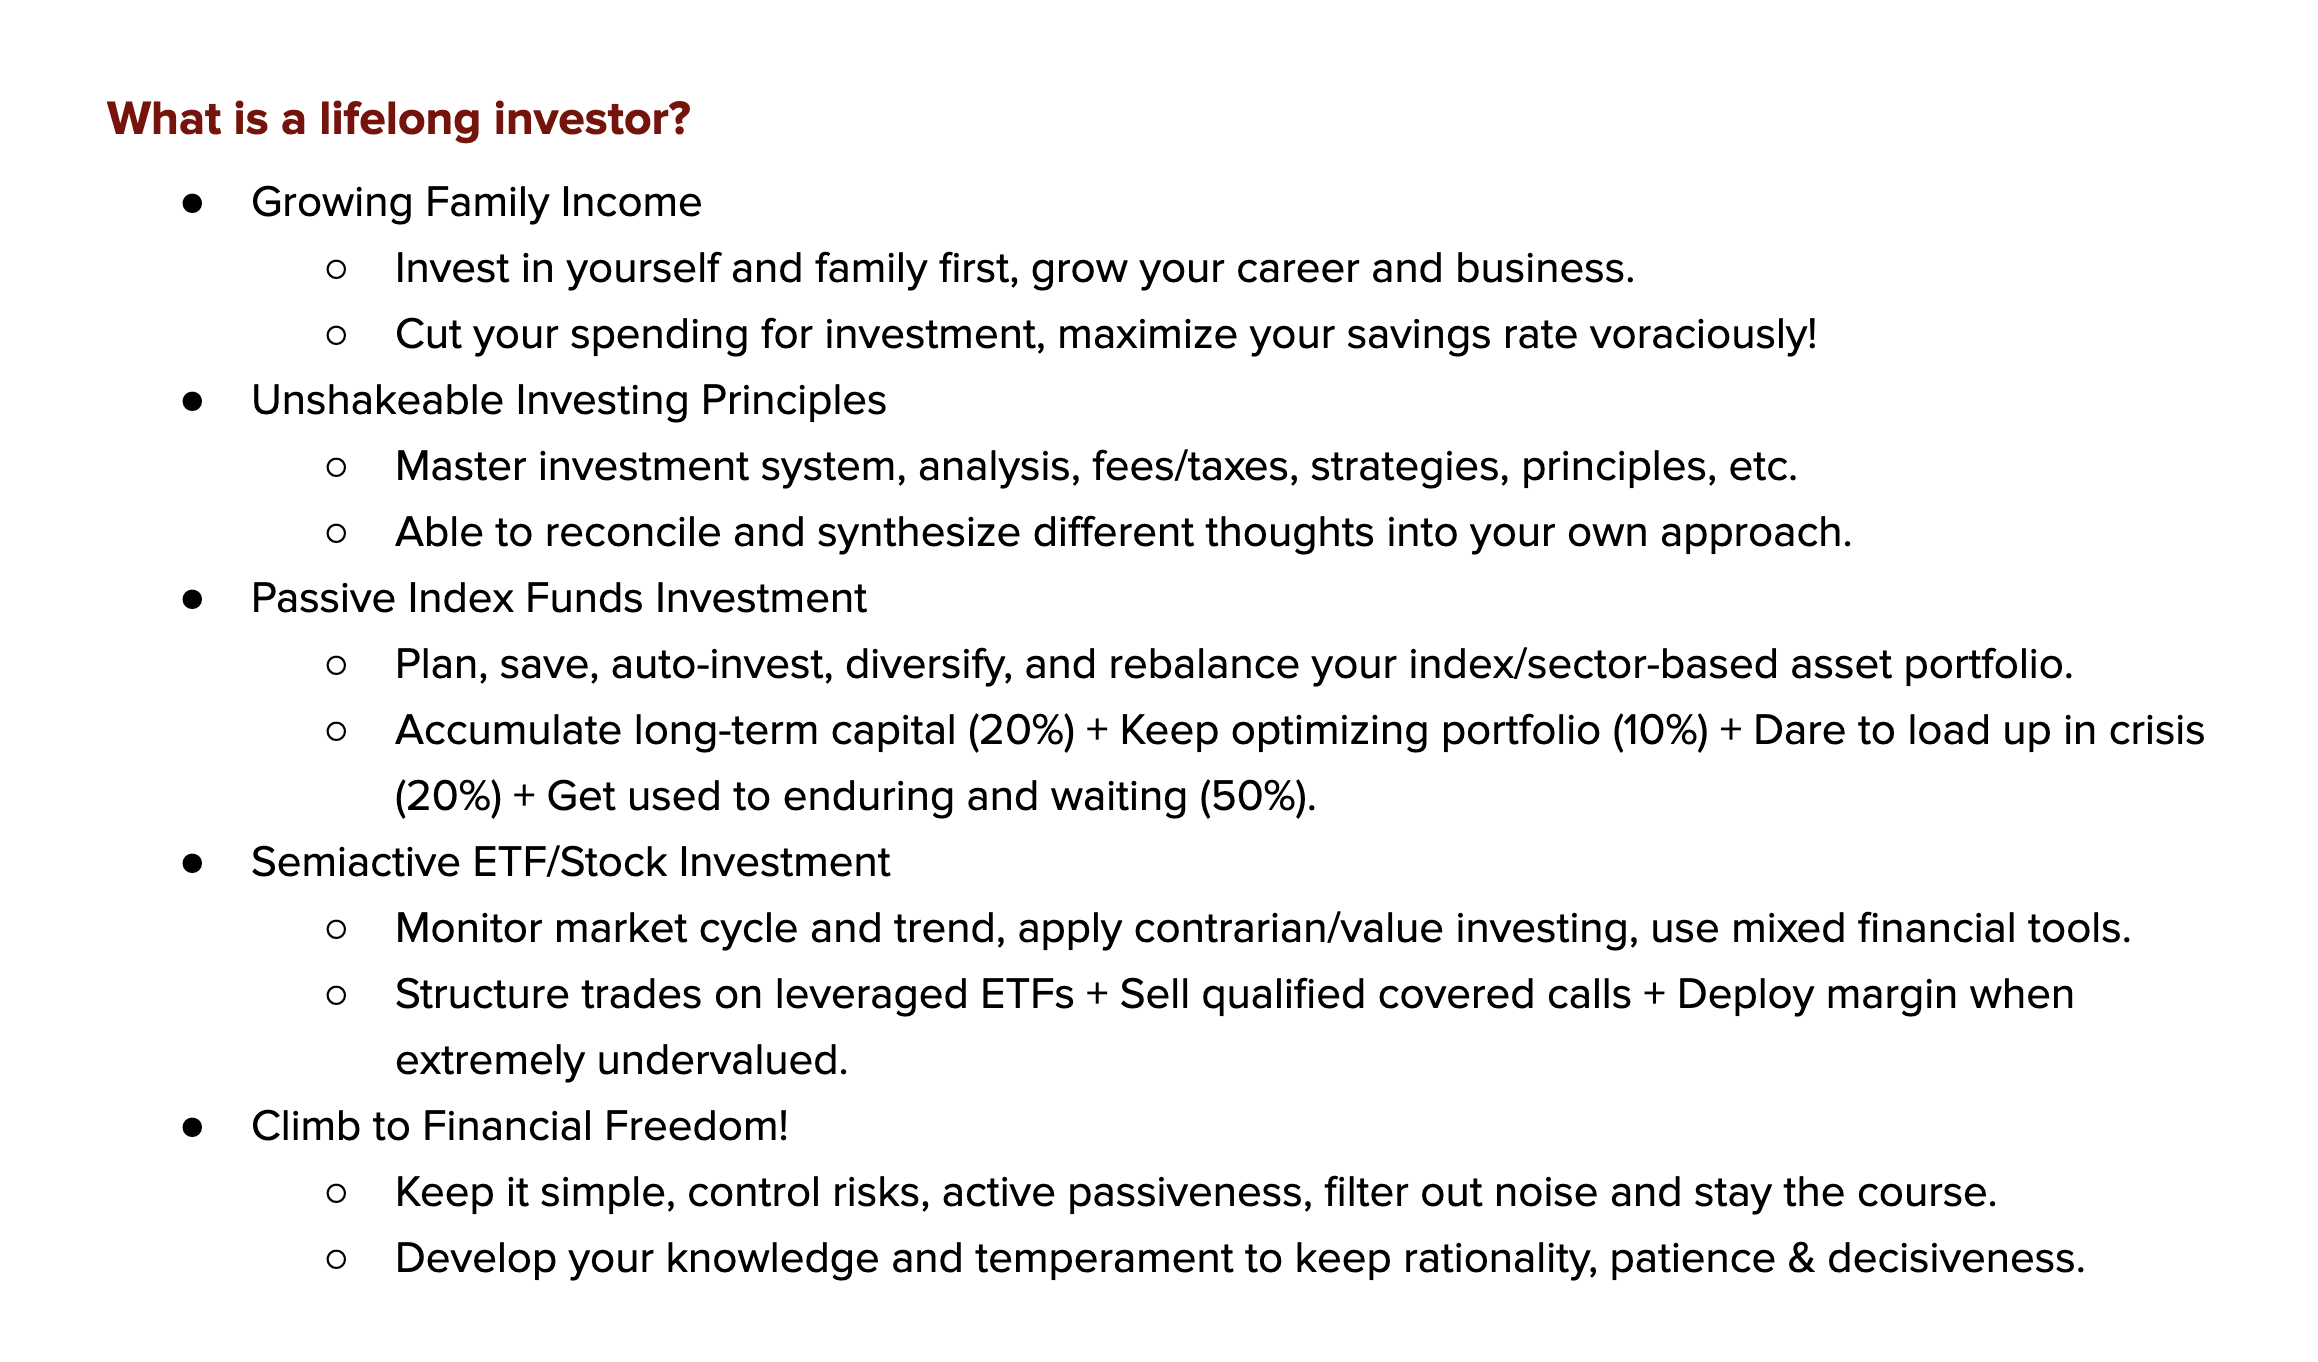 What is a lifelong investor?
● Growing Family Income
○ Invest in yourself and family first, grow your career and business.
○ Cut your spending for investment, maximize your savings rate voraciously!
● Unshakeable Investing Principles
○ Master investment system, analysis, fees/taxes, strategies, principles, etc.
○ Able to reconcile and synthesize different thoughts into your own approach.
● Passive Index Funds Investment
○ Plan, save, auto-invest, diversify, and rebalance your index/sector-based asset portfolio.
○ Accumulate long-term capital (20%) + Keep optimizing portfolio (10%) + Dare to load up in crisis
(20%) + Get used to enduring and waiting (50%).
● Semiactive ETF/Stock Investment
○ Monitor market cycle and trend, apply contrarian/value investing, use mixed financial tools.
○ Structure trades on leveraged ETFs + Sell qualified covered calls + Deploy margin when
extremely undervalued.
● Climb to Financial Freedom!
○ Keep it simple, control risks, active passiveness, filter out noise and stay the course.
○ Develop your knowledge and temperament to keep rationality, patience & decisiveness.